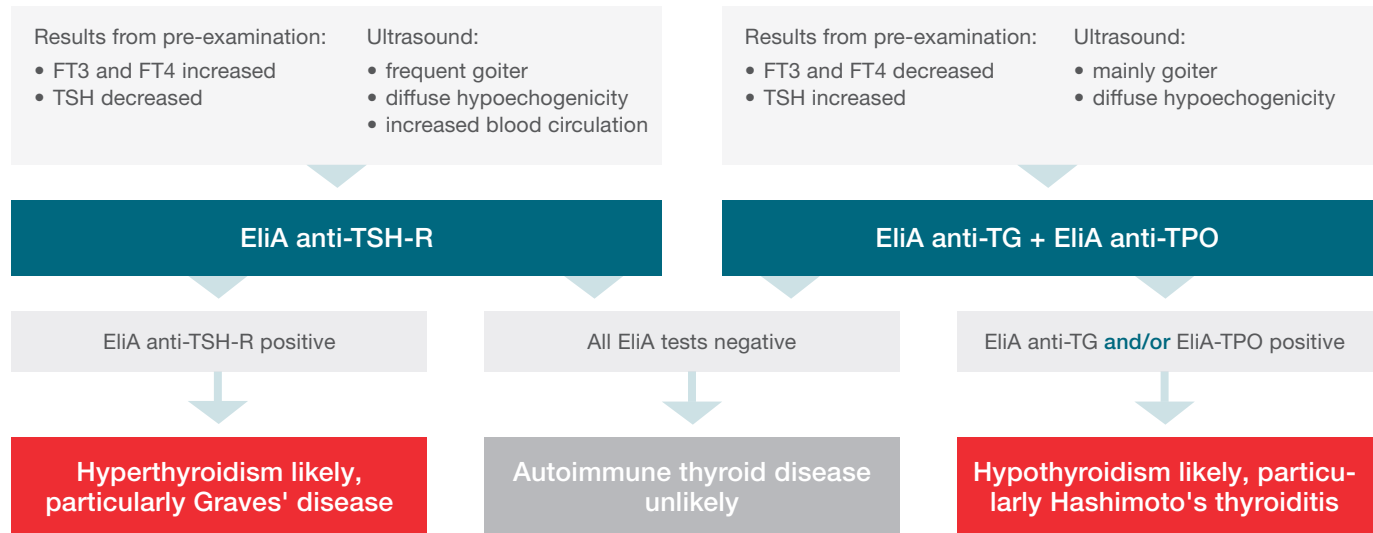 Results from pre-examination:
• FT3 and FT4 increased
• TSH decreased
Ultrasound:
• frequent goiter
• diffuse hypoechogenicity
• increased blood circulation
Results from pre-examination:
• FT3 and FT4 decreased
• TSH increased
Ultrasound:
• mainly goiter
• diffuse hypoechogenicity
EliA anti-TSH-R
EliA anti-TG + EliA anti-TPO
EliA anti-TSH-R positive
All EliA tests negative
EliA anti-TG and/or EliA-TPO positive
Hyperthyroidism likely,
particularly Graves' disease
Autoimmune thyroid disease
unlikely
Hypothyroidism likely, particu-
larly Hashimoto's thyroiditis